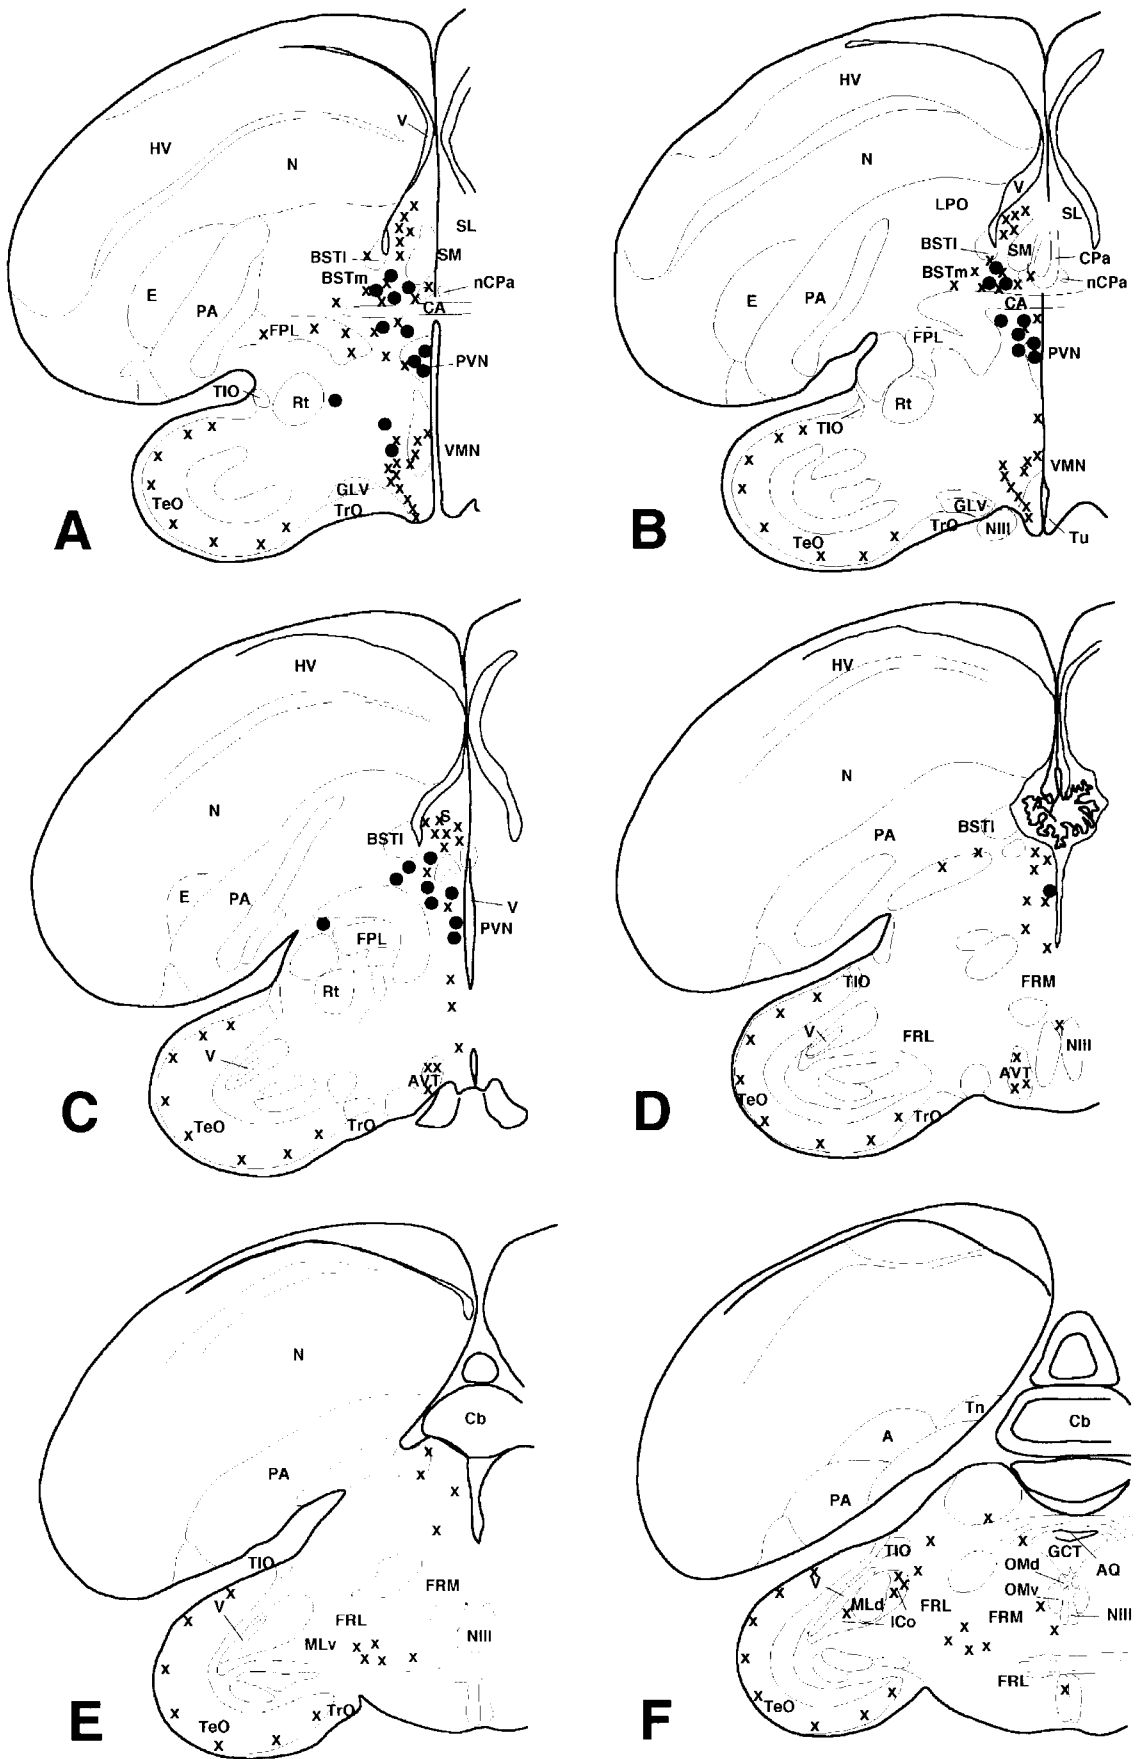 V
HV
N
SL
BSTl
SM
BSTm
nCPa
E
PA
CA
FPL
PVN
TIO
Rt
VMN
GLV
TeO
TrO
A
HV
N
V
LPO
SL
BSTl
SM
CPa
BSTm
nCPa
E
PA
CA
FPL
PVN
TIO
Rt
VMN
GLV
TrO
NIII
TeO
Tu
B
HV
N
S
BSTl
E
PA
V
FPL
PVN
Rt
V
AVT
TeO
TrO
C
HV
N
PA
BSTl
TIO
FRM
V
FRL
NIII
AVT
TeO
TrO
D
N
Cb
PA
TIO
FRM
V
FRL
MLv
NIII
TeO
TrO
E
Tn
A
Cb
PA
TIO
GCT
OMd
AQ
V
OMv
MLd
FRL
FRM
NIII
ICo
FRL
TeO
F